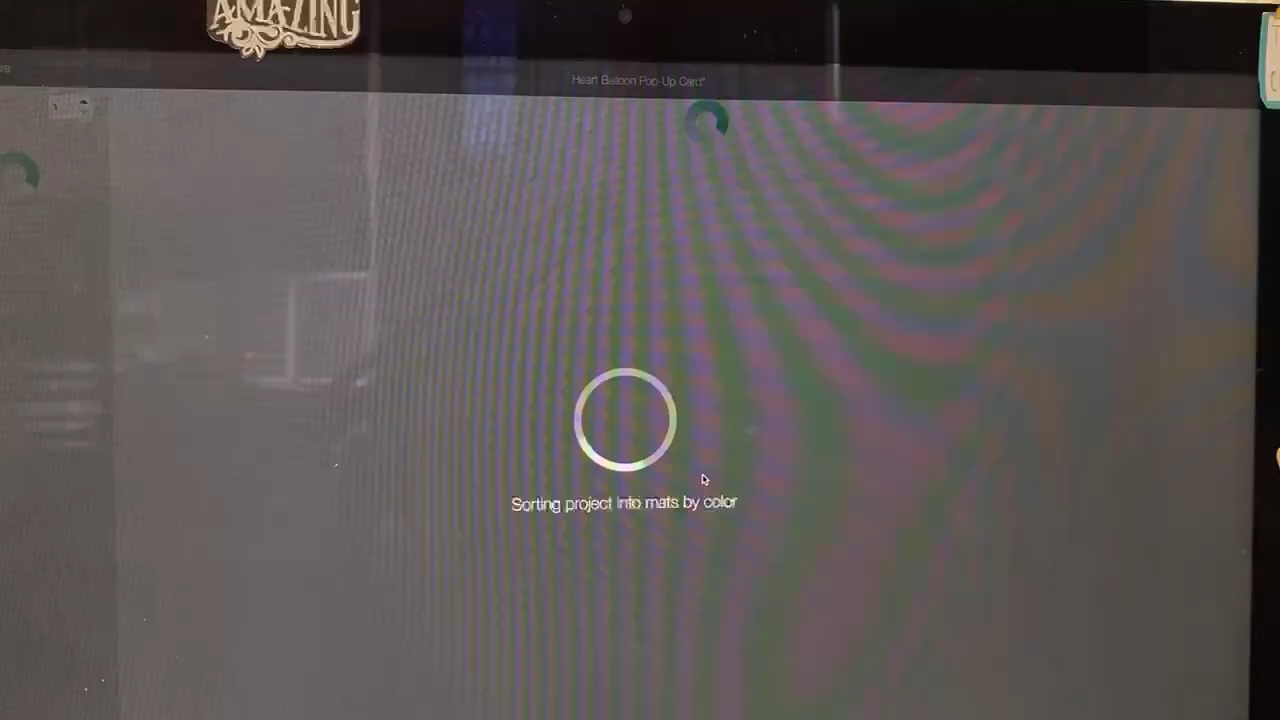 AMAZING
Heart Balloon Pop-Up Card*
Sorting project into mats by color